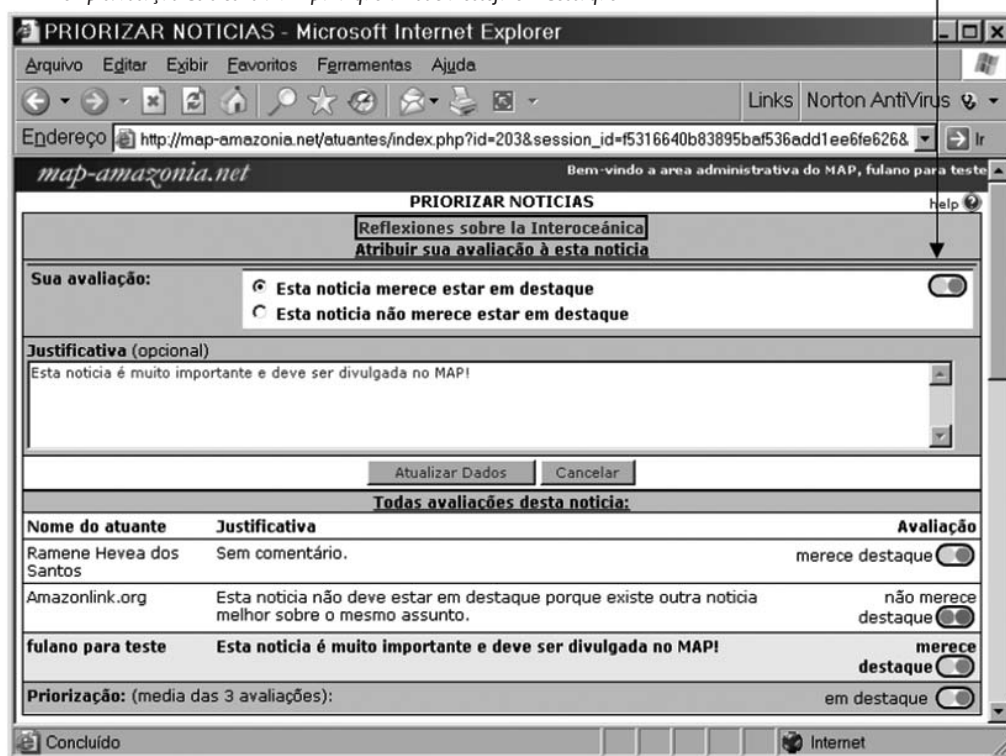 PRIORIZAR NOTICIAS - Microsoft Internet Explorer
Arquivo Editar Exibir Favoritos Ferramentas Ajuda
Links Norton AntiVirus
Endereço http://map-amazonia.net/atuantes/index.php?id=203&session_id=f5316640b83895baf536add1ee6fe626& Ir
map-amazonia.net Bem-vindo a area administrativa do MAP, fulano para teste
PRIORIZAR NOTICIAS help
Reflexiones sobre la Interoceánica
Atribuir sua avaliação à esta noticia
Sua avaliação: Esta noticia merece estar em destaque
Esta noticia não merece estar em destaque
Justificativa (opcional)
Esta noticia é muito importante e deve ser divulgada no MAP!
Atualizar Dados Cancelar
Todas avaliações desta noticia:
Nome do atuante Justificativa Avaliação
Ramene Hevea dos Sem comentário. merece destaque
Santos
Amazonlink.org Esta noticia não deve estar em destaque porque existe outra noticia não merece
melhor sobre o mesmo assunto. destaque
fulano para teste Esta noticia é muito importante e deve ser divulgada no MAP! merece
destaque
Priorização: (media das 3 avaliações): em destaque
Concluído Internet